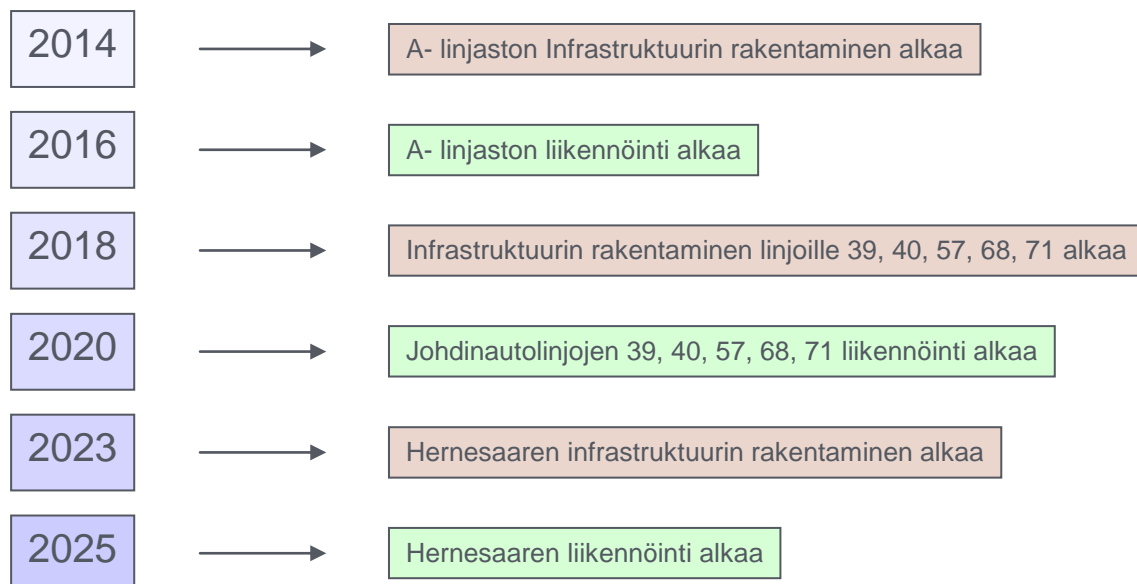 2014
A- linjaston Infrastruktuurin rakentaminen alkaa
2016
A- linjaston liikennöinti alkaa
2018
Infrastruktuurin rakentaminen linjoille 39, 40, 57, 68, 71 alkaa
2020
Johdinautolinjojen 39, 40, 57, 68, 71 liikennöinti alkaa
2023
Hernesaaren infrastruktuurin rakentaminen alkaa
2025
Hernesaaren liikennöinti alkaa